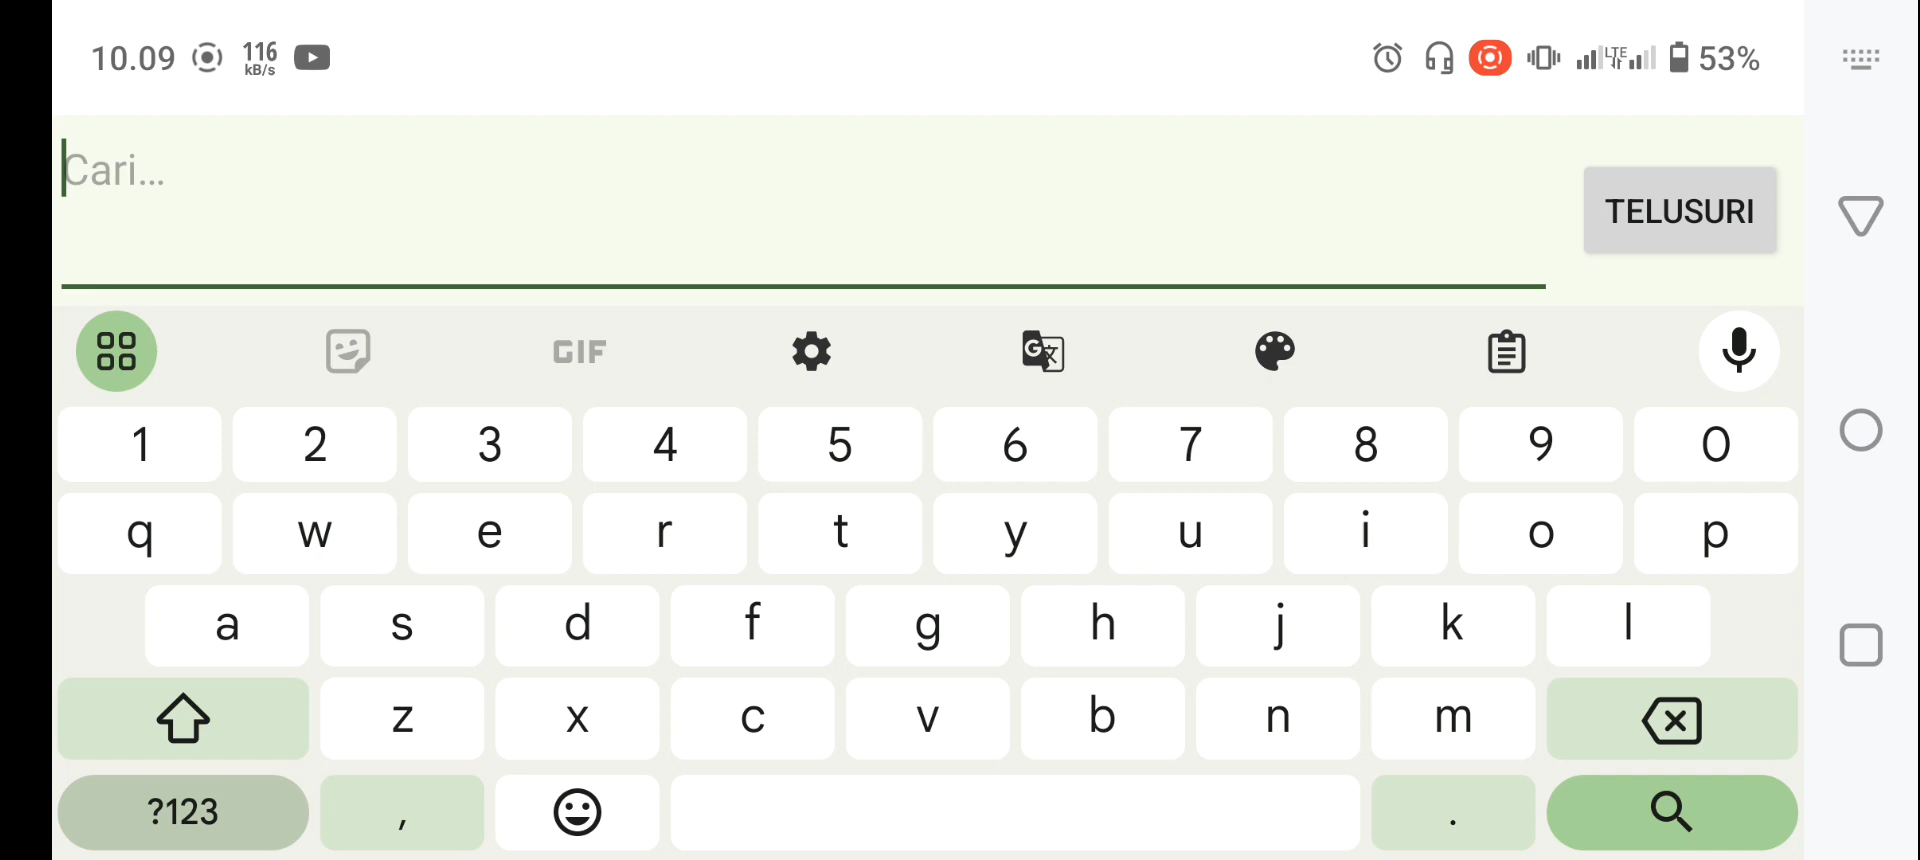 10.09 116 kB/s LTE 53%
Cari...
TELUSURI
GIF G
1 2 3 4 5 6 7 8 9 0
q w e r t y u i o p
a s d f g h j k l
z x c v b n m
?123 , .